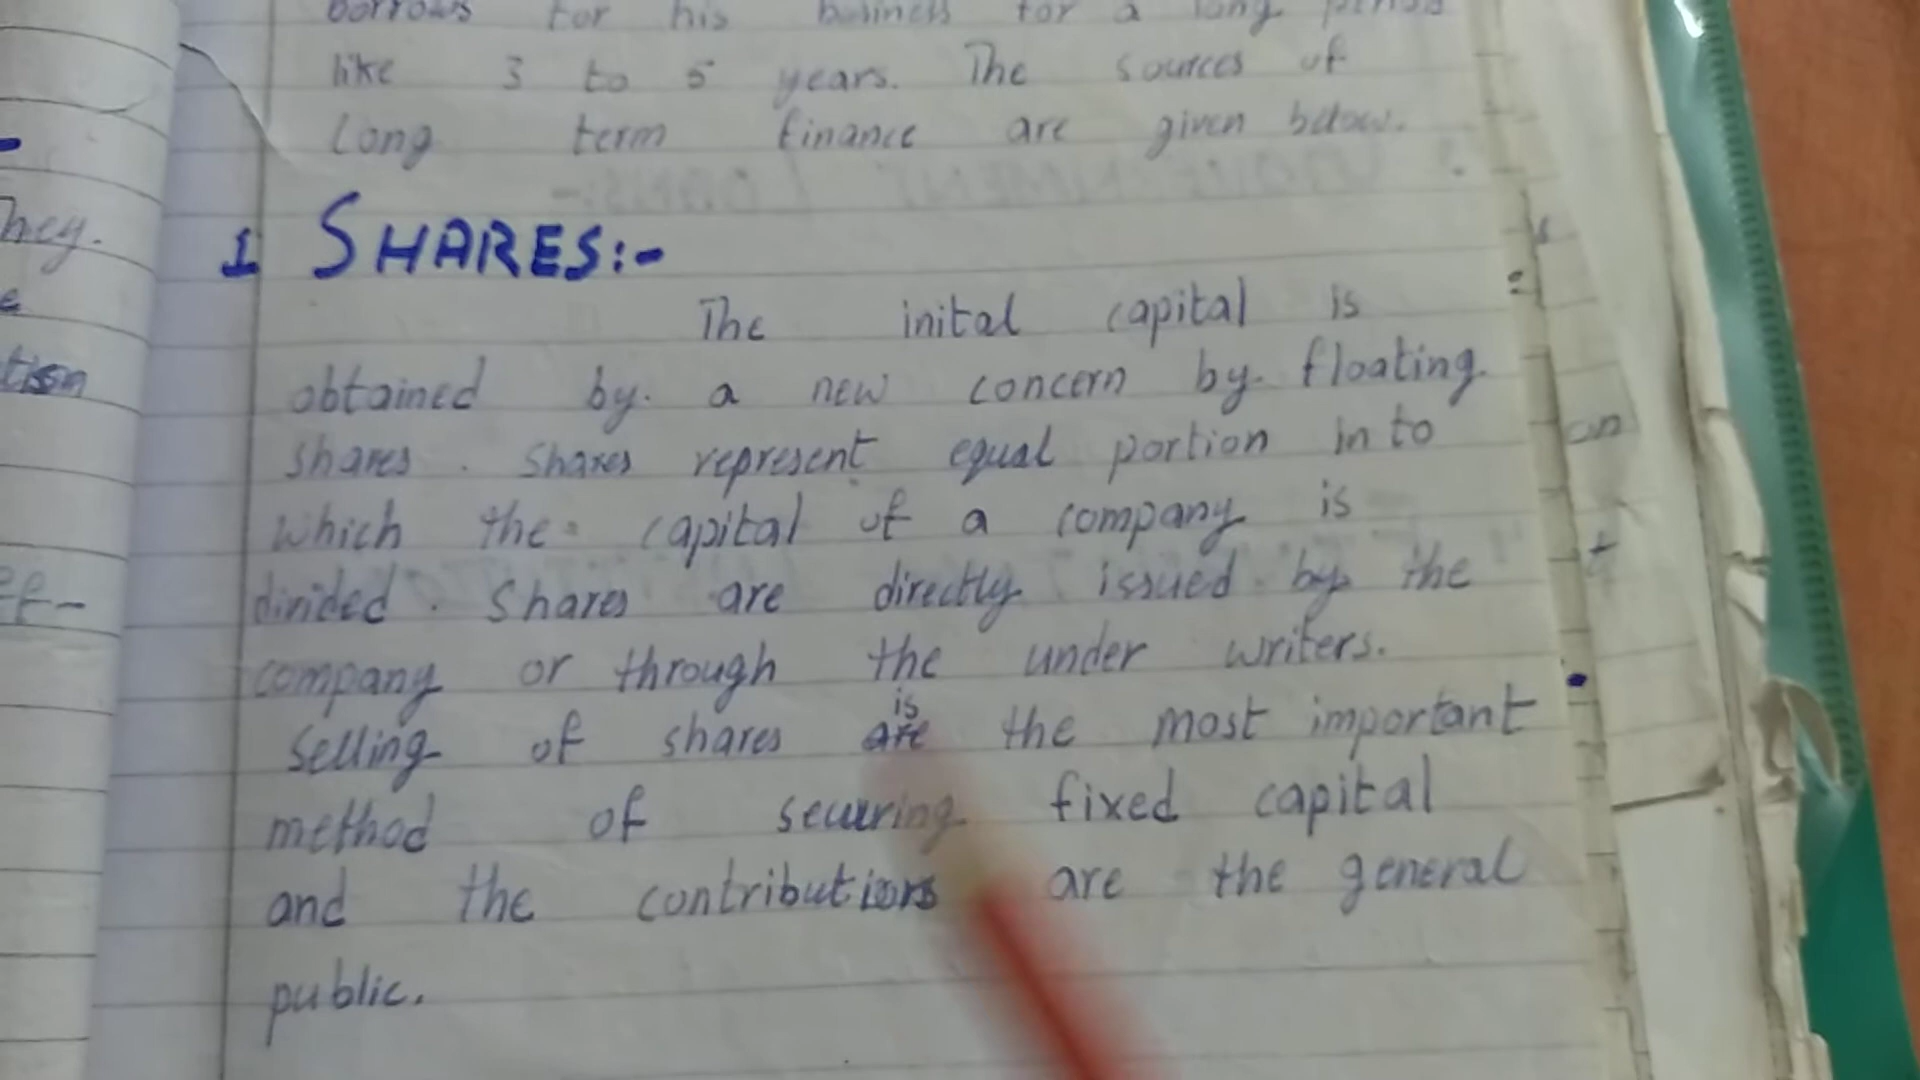 borrows for his business for a long period
like 3 to 5 years. The sources of
Long term finance are given below.
1 SHARES:-
The inital capital is
obtained by a new concern by floating
shares. Shares represent equal portion in to
which the capital of a company is
divided. Shares are directly issued by the
company or through the under writers.
Selling of shares is are the most important
method of securing fixed capital
and the contributions are the general
public.